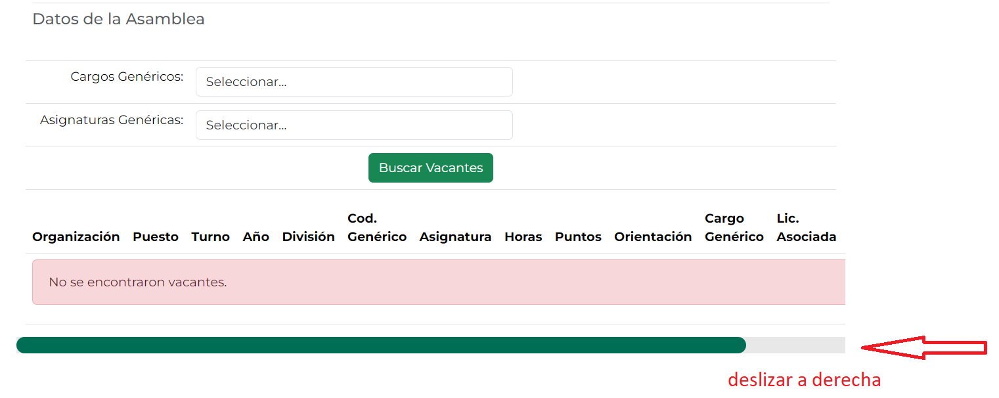 Datos de la Asamblea
Cargos Genéricos: Seleccionar...
Asignaturas Genéricas: Seleccionar...
Buscar Vacantes
Organización Puesto Turno Año División Cod. Genérico Asignatura Horas Puntos Orientación Cargo Genérico Lic. Asociada
No se encontraron vacantes.
deslizar a derecha